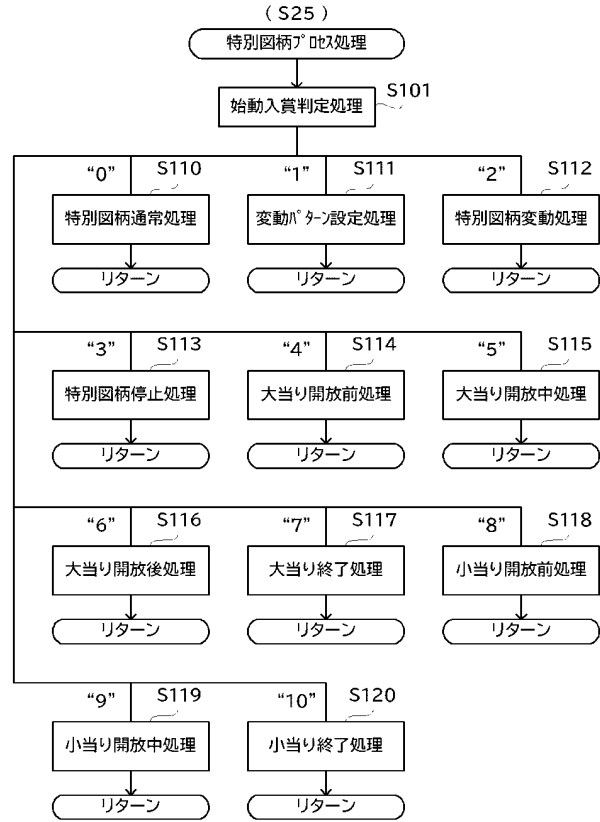 (S25)
特別図柄ﾌﾟﾛｾｽ処理
S101
始動入賞判定処理
“0” S110 “1” S111 “2” S112
特別図柄通常処理 変動ﾊﾟﾀｰﾝ設定処理 特別図柄変動処理
リターン リターン リターン
“3” S113 “4” S114 “5” S115
特別図柄停止処理 大当り開放前処理 大当り開放中処理
リターン リターン リターン
“6” S116 “7” S117 “8” S118
大当り開放後処理 大当り終了処理 小当り開放前処理
リターン リターン リターン
“9” S119 “10” S120
小当り開放中処理 小当り終了処理
リターン リターン